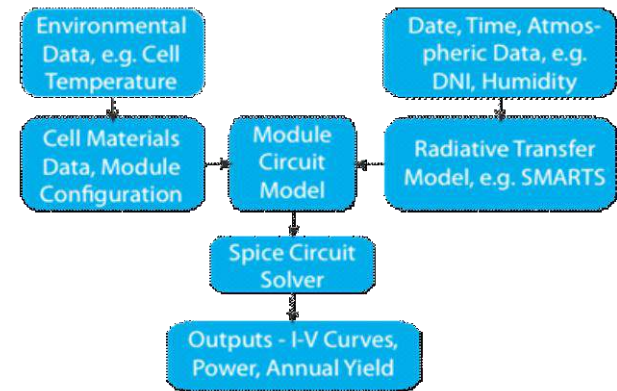 Environmental
Data, e.g. Cell
Temperature
Date, Time, Atmos-
pheric Data, e.g.
DNI, Humidity
Cell Materials
Data, Module
Configuration
Module
Circuit
Model
Radiative Transfer
Model, e.g. SMARTS
Spice Circuit
Solver
Outputs - I-V Curves,
Power, Annual Yield